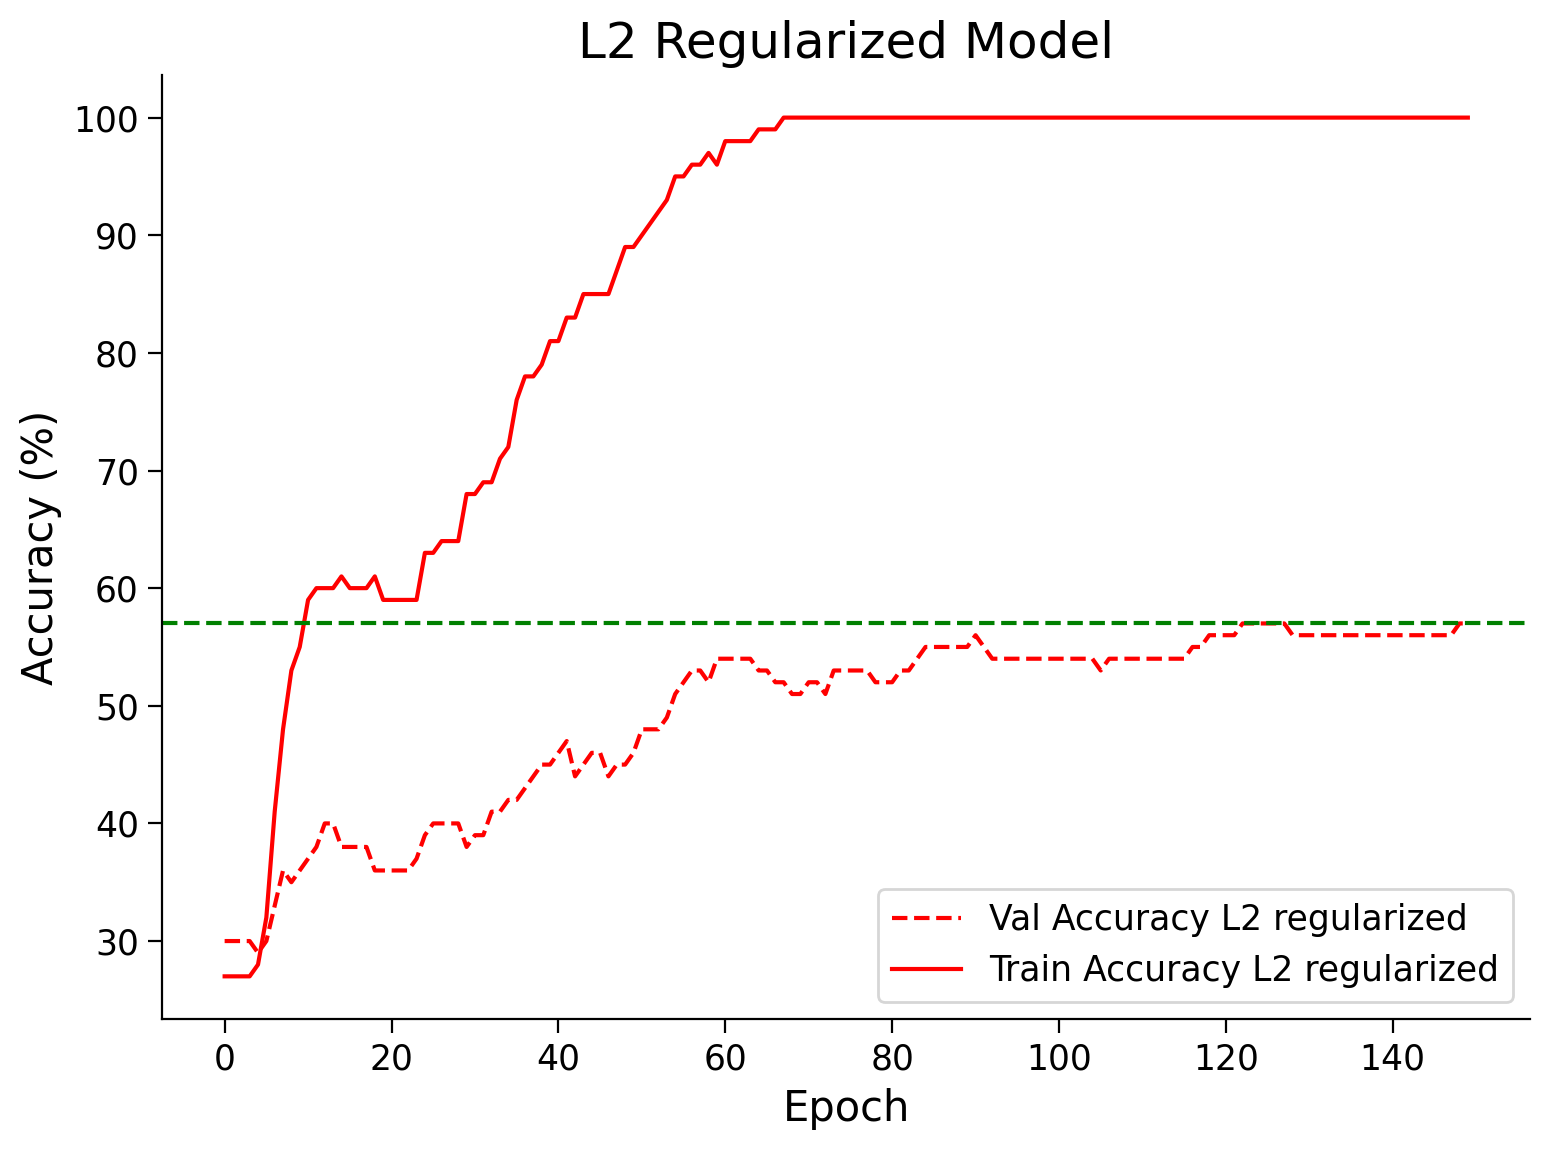 L2 Regularized Model
Accuracy (%)
100
90
80
70
60
50
40
30
Val Accuracy L2 regularized
Train Accuracy L2 regularized
0 20 40 60 80 100 120 140
Epoch